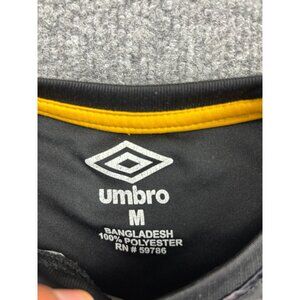 umbro
M
BANGLADESH
100% POLYESTER
RN # 59786